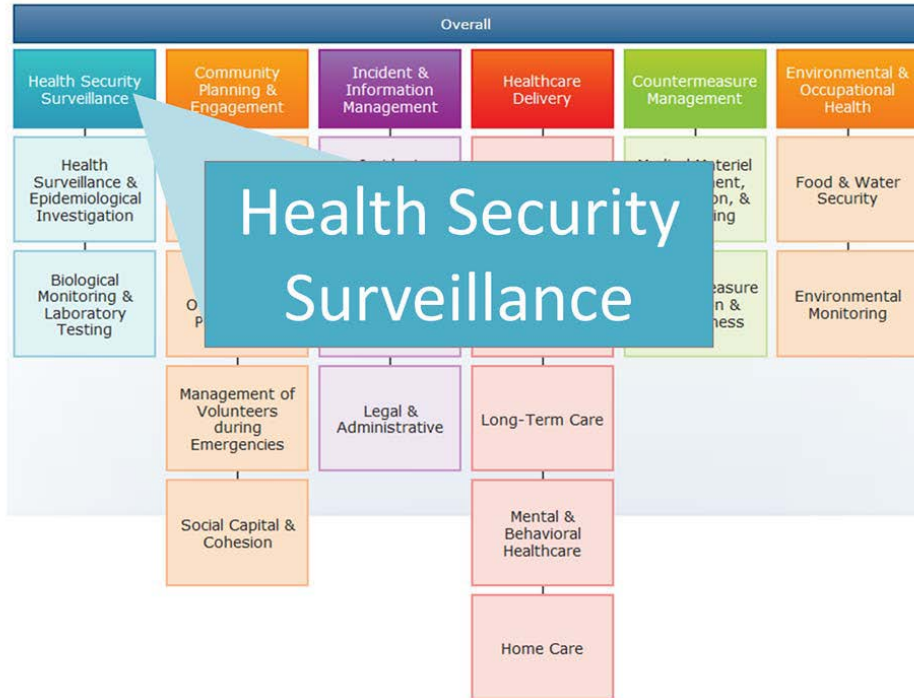 Overall
Health Security
Surveillance
Community
Planning &
Engagement
Incident &
Information
Management
Healthcare
Delivery
Countermeasure
Management
Environmental &
Occupational
Health
Health
Surveillance &
Epidemiological
Investigation
Biological
Monitoring &
Laboratory
Testing
Health Security
Surveillance
Management of
Volunteers
during
Emergencies
Social Capital &
Cohesion
Legal &
Administrative
Long-Term Care
Mental &
Behavioral
Healthcare
Home Care
Materiel
&
&
Food & Water
Security
Environmental
Monitoring